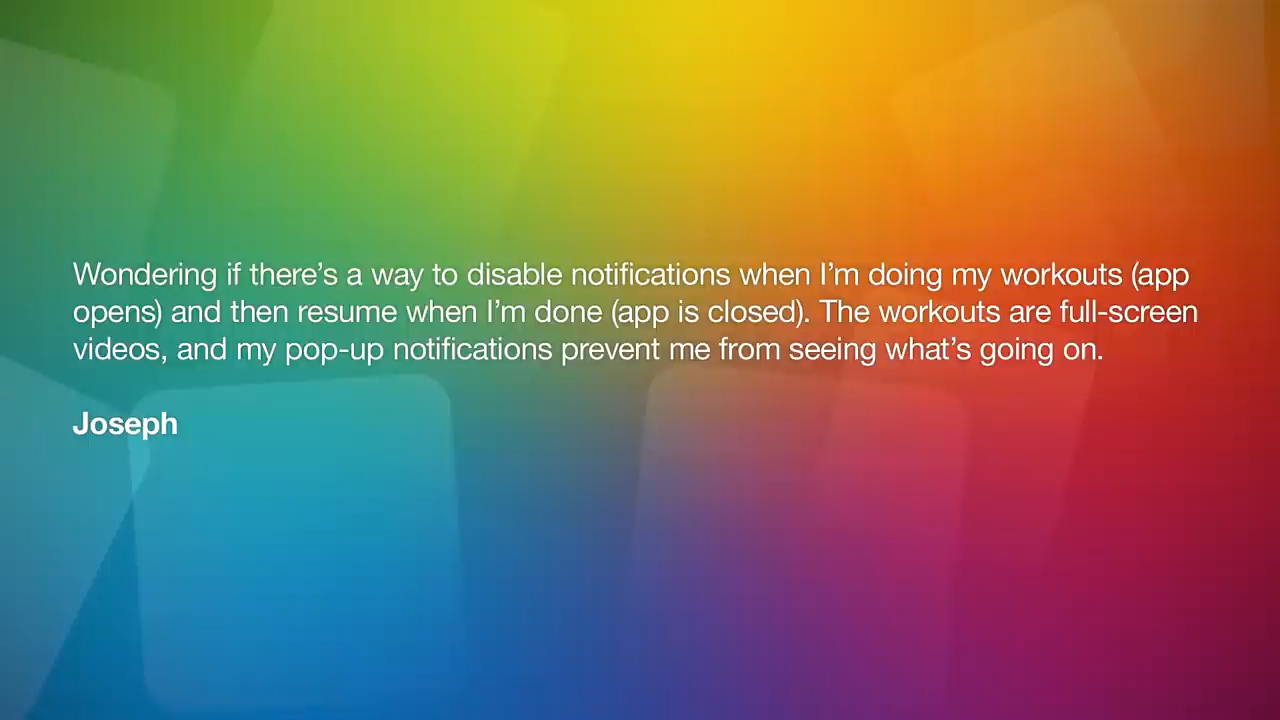 Wondering if there’s a way to disable notifications when I’m doing my workouts (app
opens) and then resume when I’m done (app is closed). The workouts are full-screen
videos, and my pop-up notifications prevent me from seeing what’s going on.
Joseph